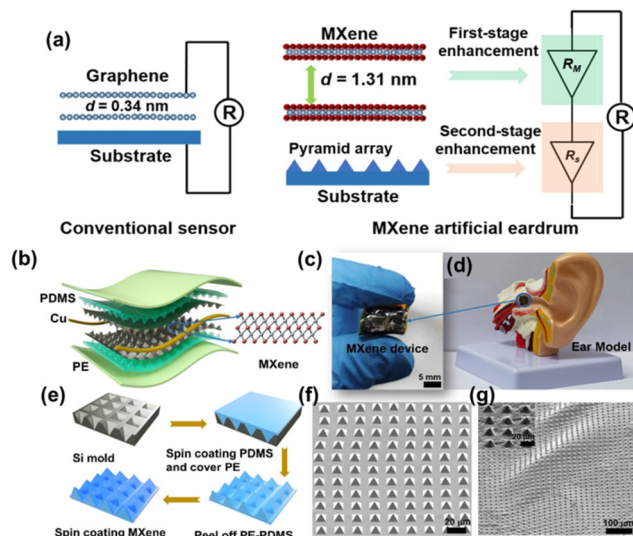 (a)
Graphene
d = 0.34 nm
Substrate
R
Conventional sensor
MXene
d = 1.31 nm
Pyramid array
Substrate
First-stage
enhancement
Second-stage
enhancement
R_M
R_s
R
MXene artificial eardrum
(b)
PDMS
Cu
PE
MXene
(c)
MXene device
5 mm
(d)
Ear Model
(e)
Si mold
Spin coating PDMS
and cover PE
Spin coating MXene
Peel off PE-PDMS
(f)
20 μm
(g)
20 μm
100 μm